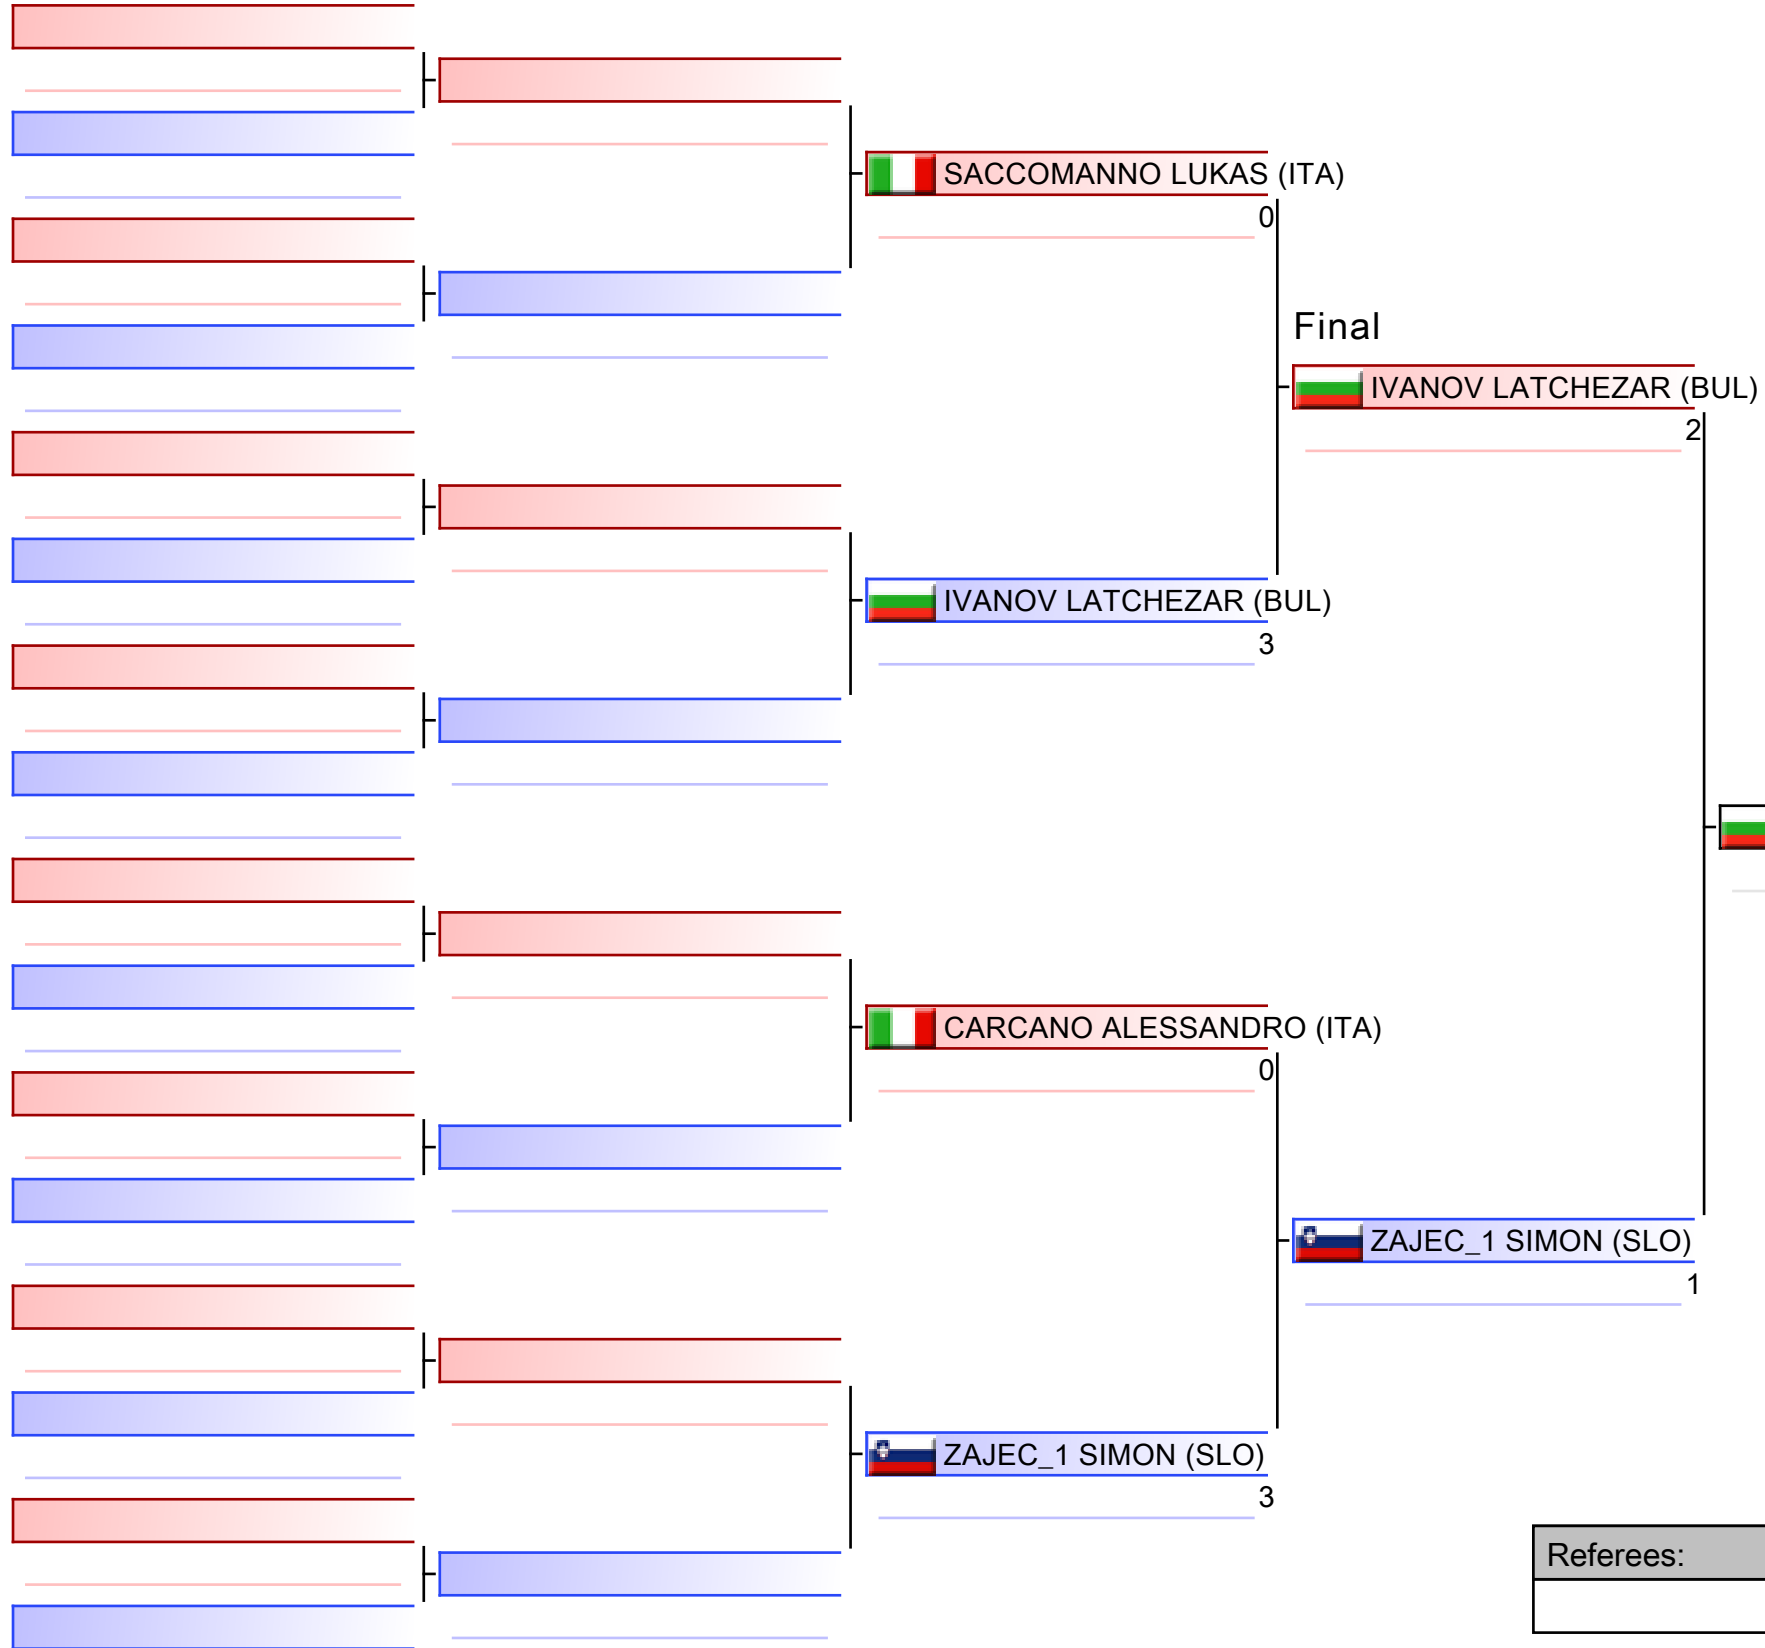 SACCOMANNO LUKAS (ITA)
0
Final
IVANOV LATCHEZAR (BUL)
2
IVANOV LATCHEZAR (BUL)
3
CARCANO ALESSANDRO (ITA)
0
ZAJEC_1 SIMON (SLO)
1
ZAJEC_1 SIMON (SLO)
3
Referees: